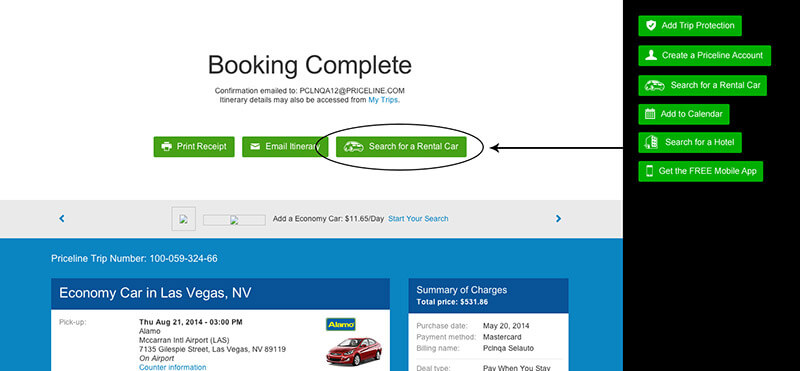 Booking Complete
Confirmation emailed to: PCLNQA12@PRICELINE.COM
Itinerary details may also be accessed from My Trips.
Print Receipt
Email Itinerary
Search for a Rental Car
Add a Economy Car: $11.65/Day Start Your Search
Priceline Trip Number: 100-059-324-66
Economy Car in Las Vegas, NV
Pick-up:
Thu Aug 21, 2014 - 03:00 PM
Alamo
Mccarran Intl Airport (LAS)
7135 Gilespie Street, Las Vegas, NV 89119
On Airport
Counter information
Alamo
Summary of Charges
Total price: $531.86
Purchase date: May 20, 2014
Payment method: Mastercard
Billing name: Pclnqa Selauto
Deal type: Pay When You Stay
Add Trip Protection
Create a Priceline Account
Search for a Rental Car
Add to Calendar
Search for a Hotel
Get the FREE Mobile App